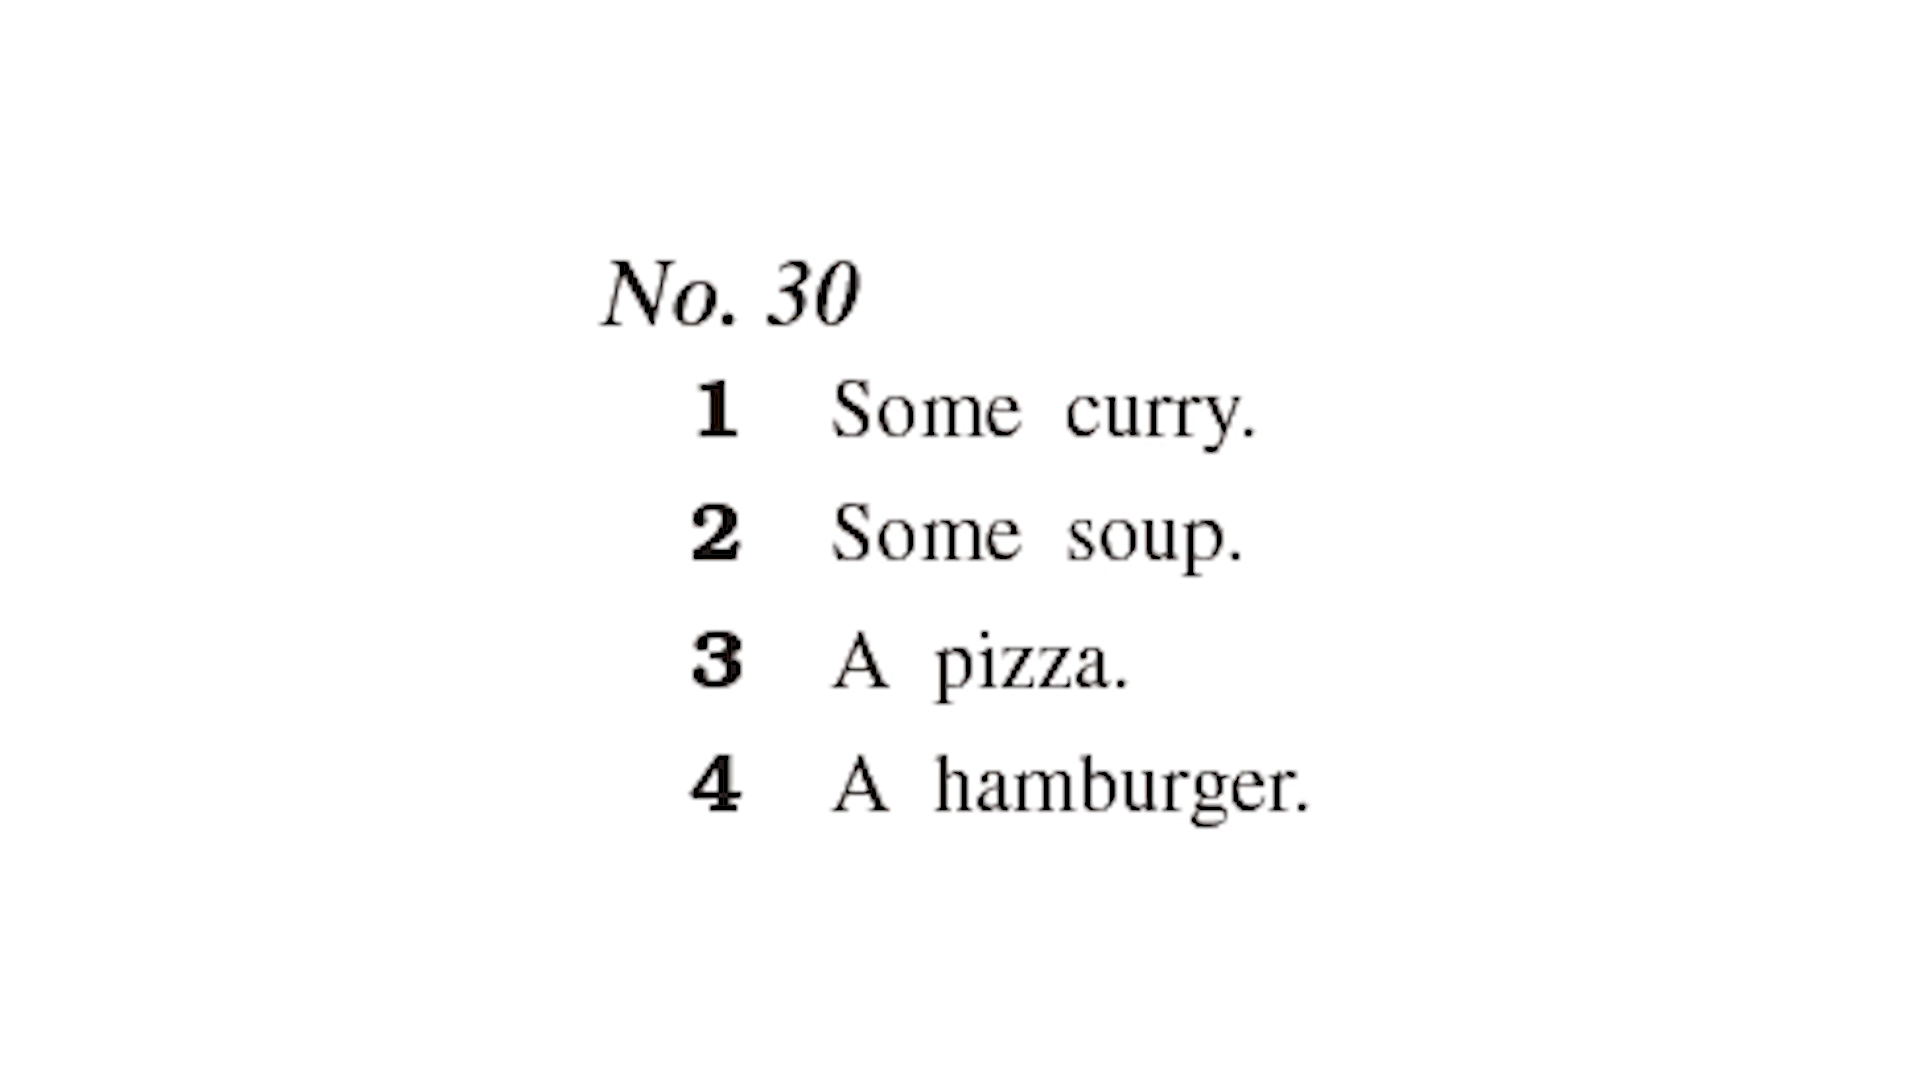 No. 30
1 Some curry.
2 Some soup.
3 A pizza.
4 A hamburger.